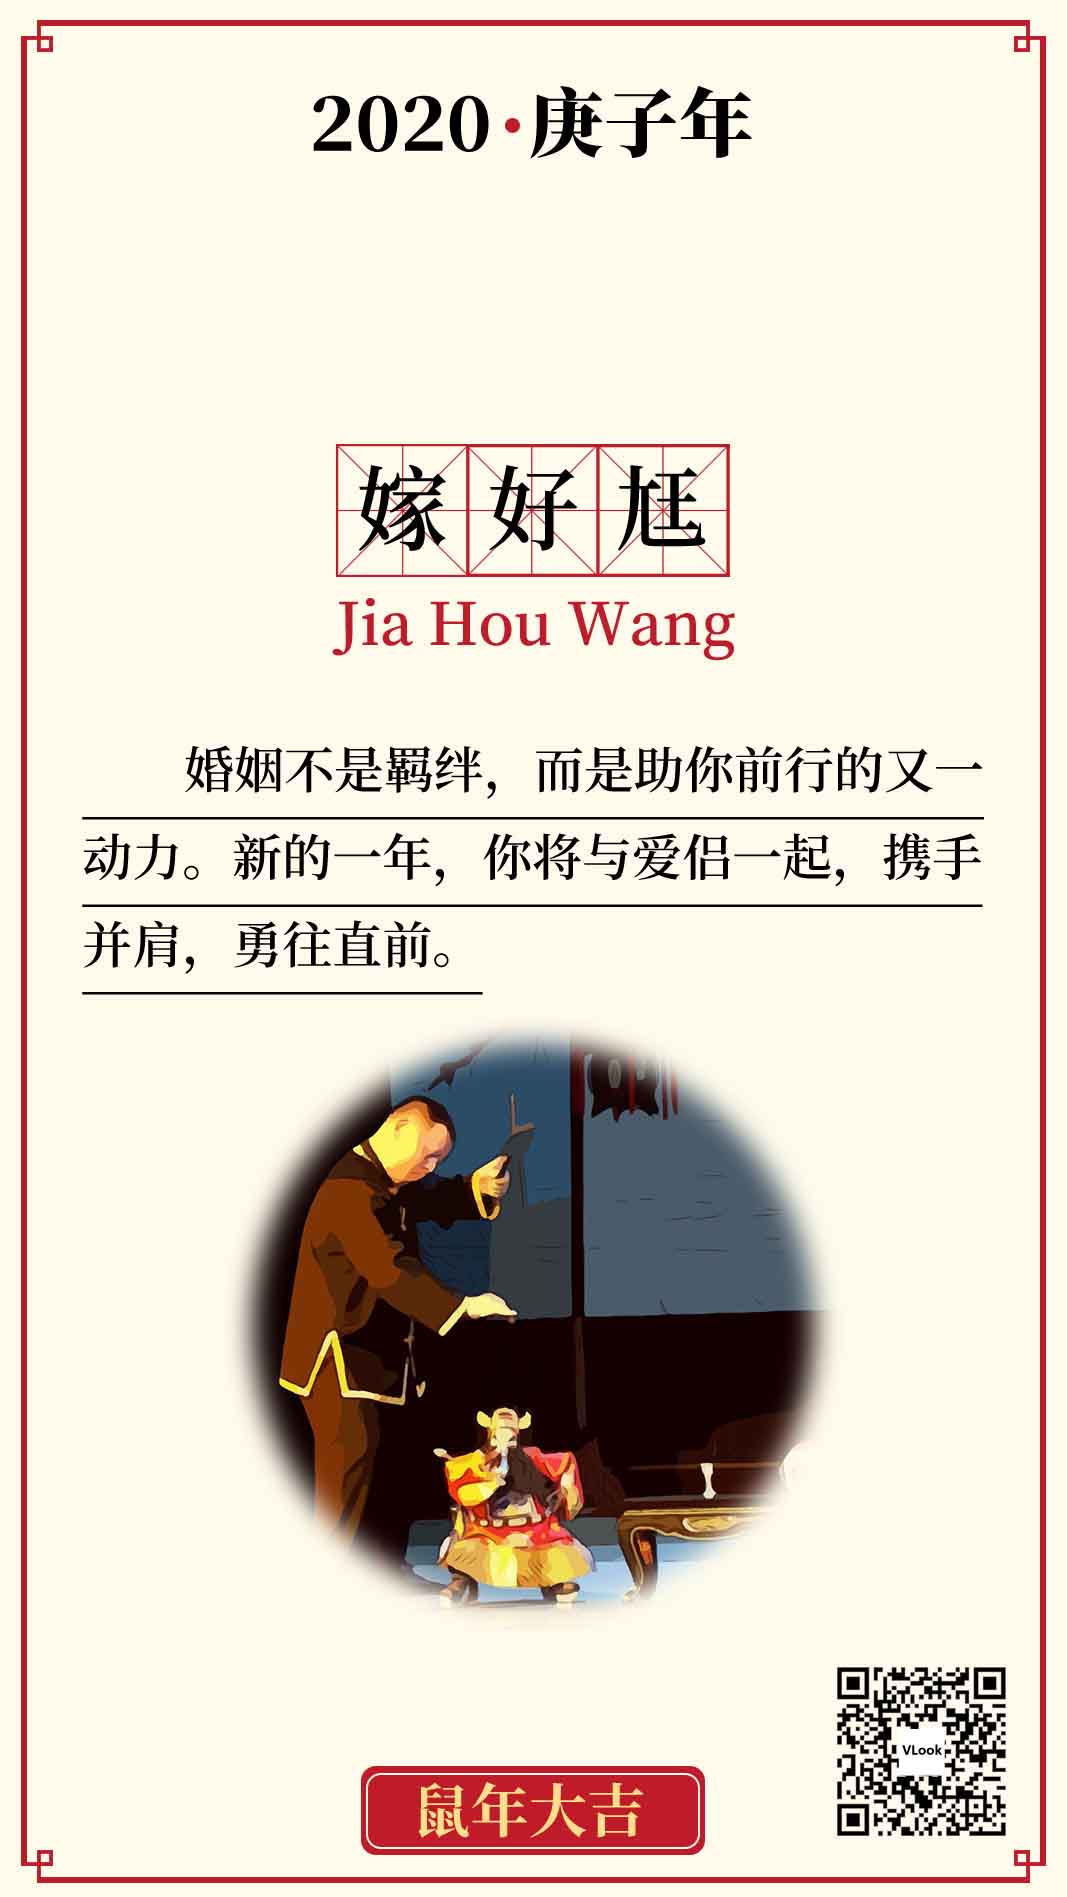 2020·庚子年
嫁好尪
Jia Hou Wang
婚姻不是羁绊，而是助你前行的又一
动力。新的一年，你将与爱侣一起，携手
并肩，勇往直前。
VLook
鼠年大吉